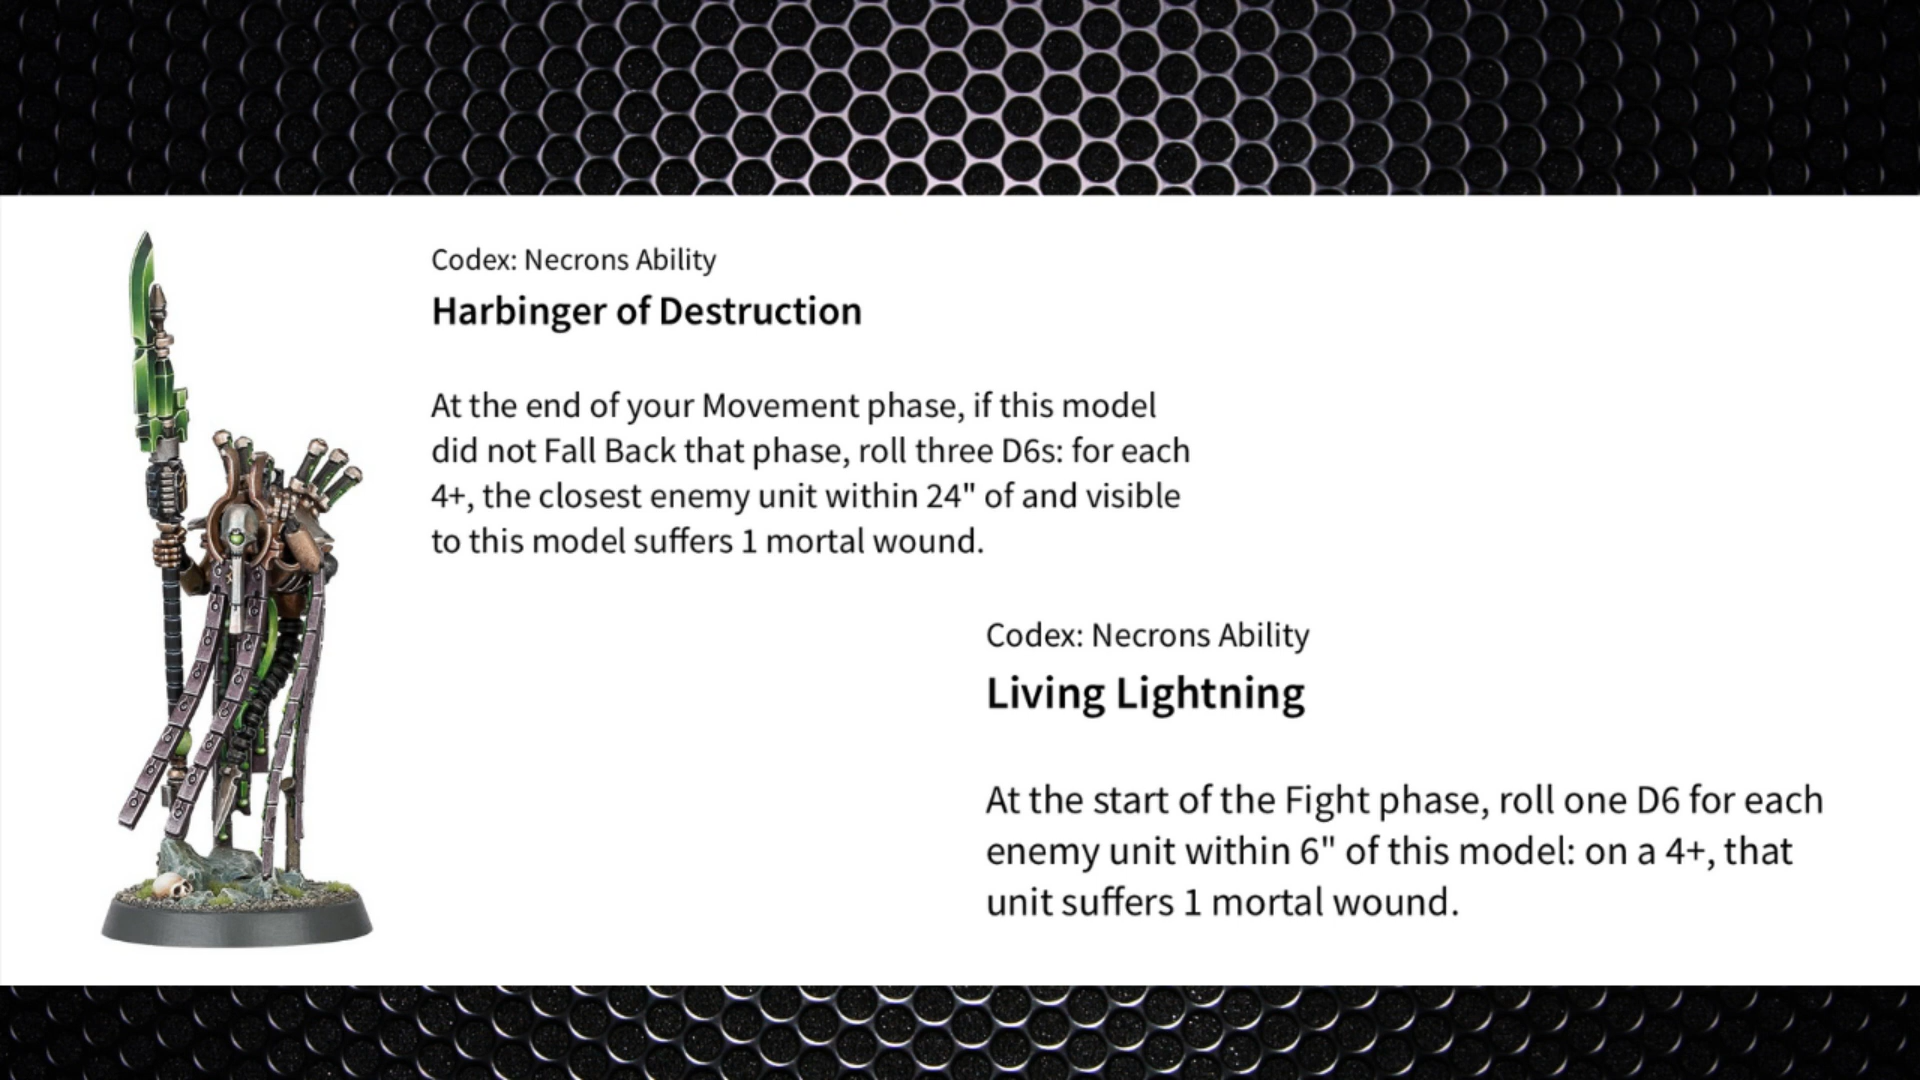 Codex: Necrons Ability
Harbinger of Destruction
At the end of your Movement phase, if this model
did not Fall Back that phase, roll three D6s: for each
4+, the closest enemy unit within 24" of and visible
to this model suffers 1 mortal wound.
Codex: Necrons Ability
Living Lightning
At the start of the Fight phase, roll one D6 for each
enemy unit within 6" of this model: on a 4+, that
unit suffers 1 mortal wound.